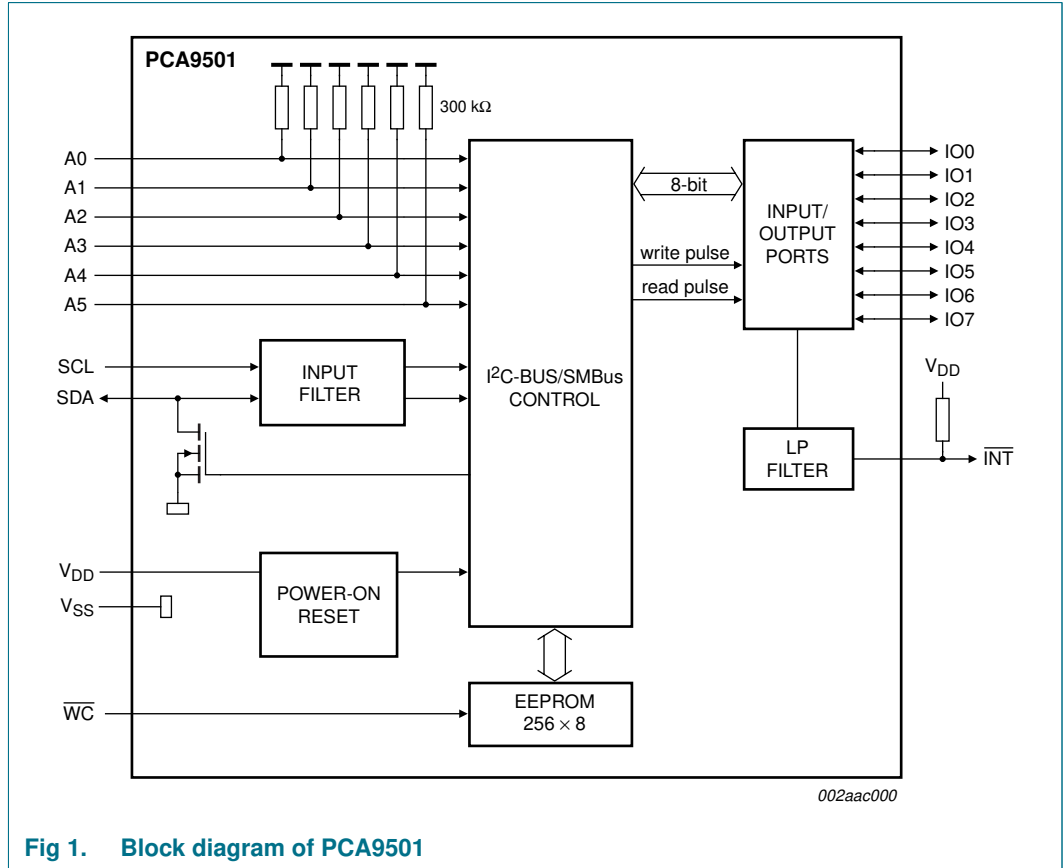 PCA9501
300 kΩ
A0
A1
A2
A3
A4
A5
SCL
SDA
INPUT
FILTER
I²C-BUS/SMBus
CONTROL
8-bit
write pulse
read pulse
INPUT/
OUTPUT
PORTS
IO0
IO1
IO2
IO3
IO4
IO5
IO6
IO7
VDD
LP
FILTER
I̅N̅T̅
VDD
VSS
POWER-ON
RESET
W̅C̅
EEPROM
256 × 8
002aac000
Fig 1. Block diagram of PCA9501